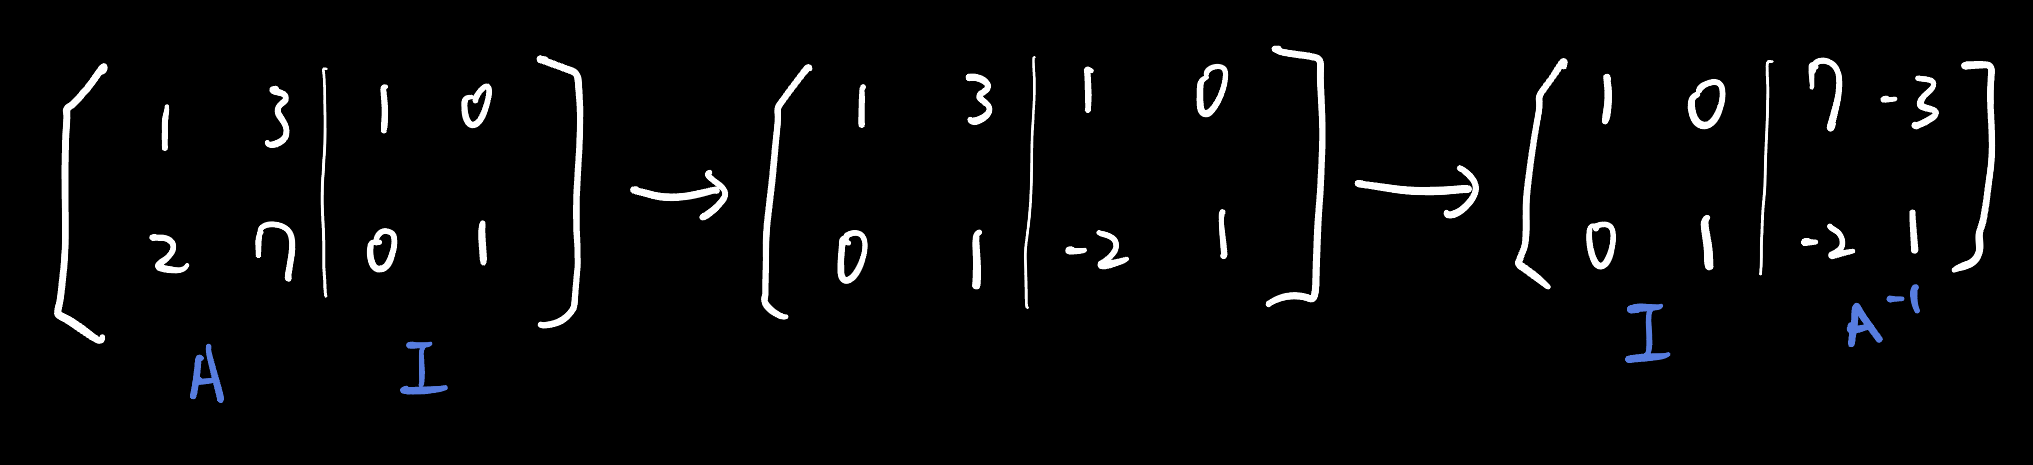 [ 1 3 | 1 0 ] → [ 1 3 | 1 0 ] → [ 1 0 | 7 -3 ]
[ 2 7 | 0 1 ] [ 0 1 | -2 1 ] [ 0 1 | -2 1 ]
A I I A⁻¹